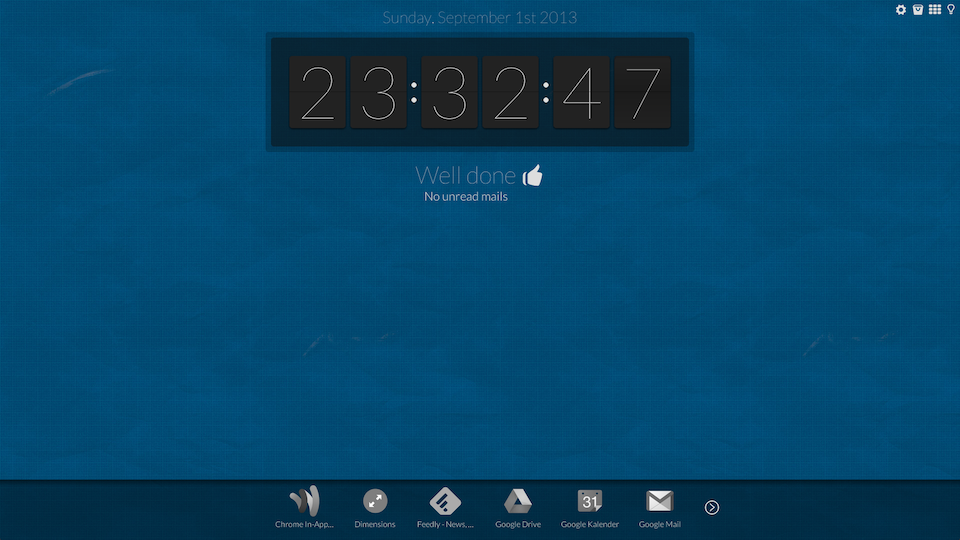 Sunday, September 1st 2013
23:32:47
Well done
No unread mails
31
Chrome In-App... Dimensions Feedly - News, ... Google Drive Google Kalender Google Mail